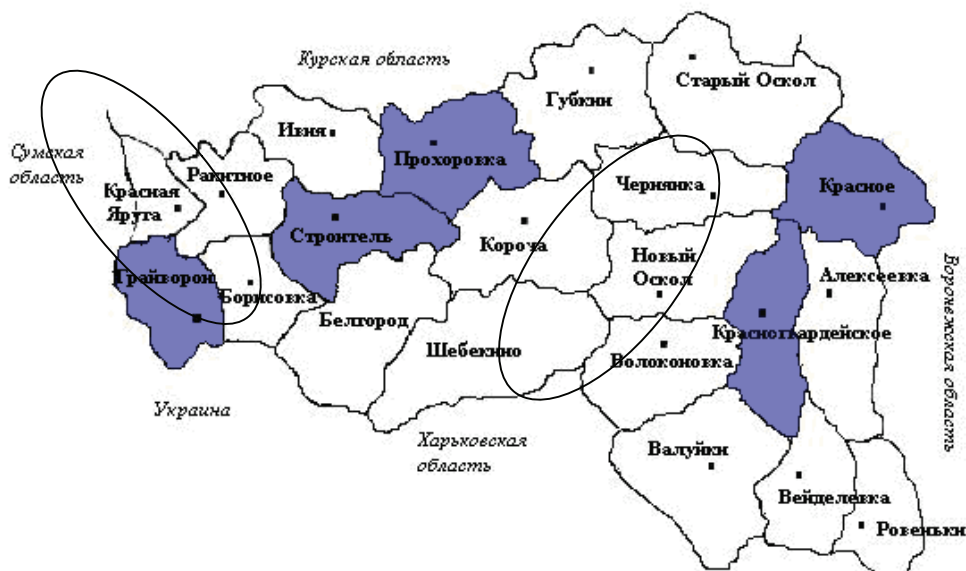 Курская область
Старый Оскол
Губкин
Ивня
Сумская
область
Прохоровка
Ракитное
Чернянка
Красное
Красная
Яруга
Строитель
Короча
Новый
Оскол
Алексеевка
Грайворон
Борисовка
Белгород
Шебекино
Красногвардейское
Волоконовка
Воронежская область
Украина
Харьковская
область
Валуйки
Вейделевка
Ровеньки